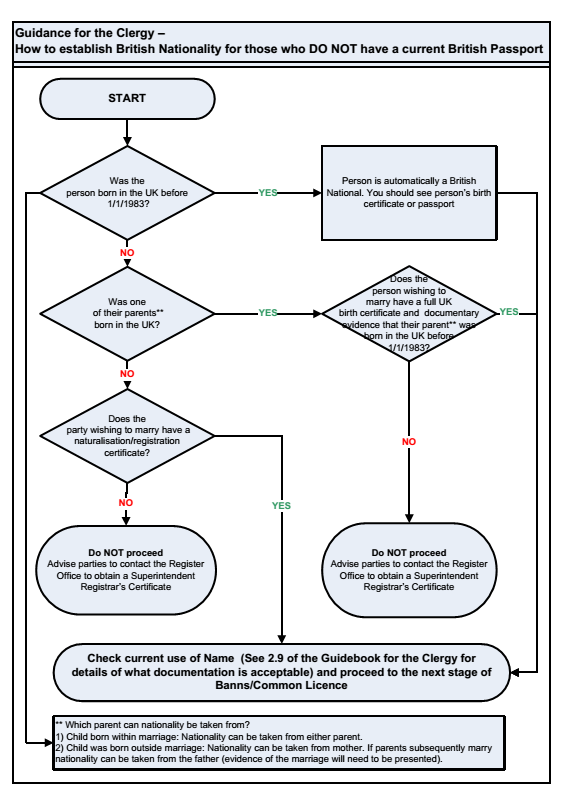 Guidance for the Clergy –
How to establish British Nationality for those who DO NOT have a current British Passport
START
Was the
person born in the UK before
1/1/1983?
YES
Person is automatically a British
National. You should see person's birth
certificate or passport
NO
Was one
of their parents**
born in the UK?
YES
Does the
person wishing to
marry have a full UK
birth certificate and documentary
evidence that their parent** was
born in the UK before
1/1/1983?
YES
NO
Does the
party wishing to marry have a
naturalisation/registration
certificate?
NO
YES
NO
Do NOT proceed
Advise parties to contact the Register
Office to obtain a Superintendent
Registrar's Certificate
Do NOT proceed
Advise parties to contact the Register
Office to obtain a Superintendent
Registrar's Certificate
Check current use of Name (See 2.9 of the Guidebook for the Clergy for
details of what documentation is acceptable) and proceed to the next stage of
Banns/Common Licence
** Which parent can nationality be taken from?
1) Child born within marriage: Nationality can be taken from either parent.
2) Child was born outside marriage: Nationality can be taken from mother. If parents subsequently marry
nationality can be taken from the father (evidence of the marriage will need to be presented).